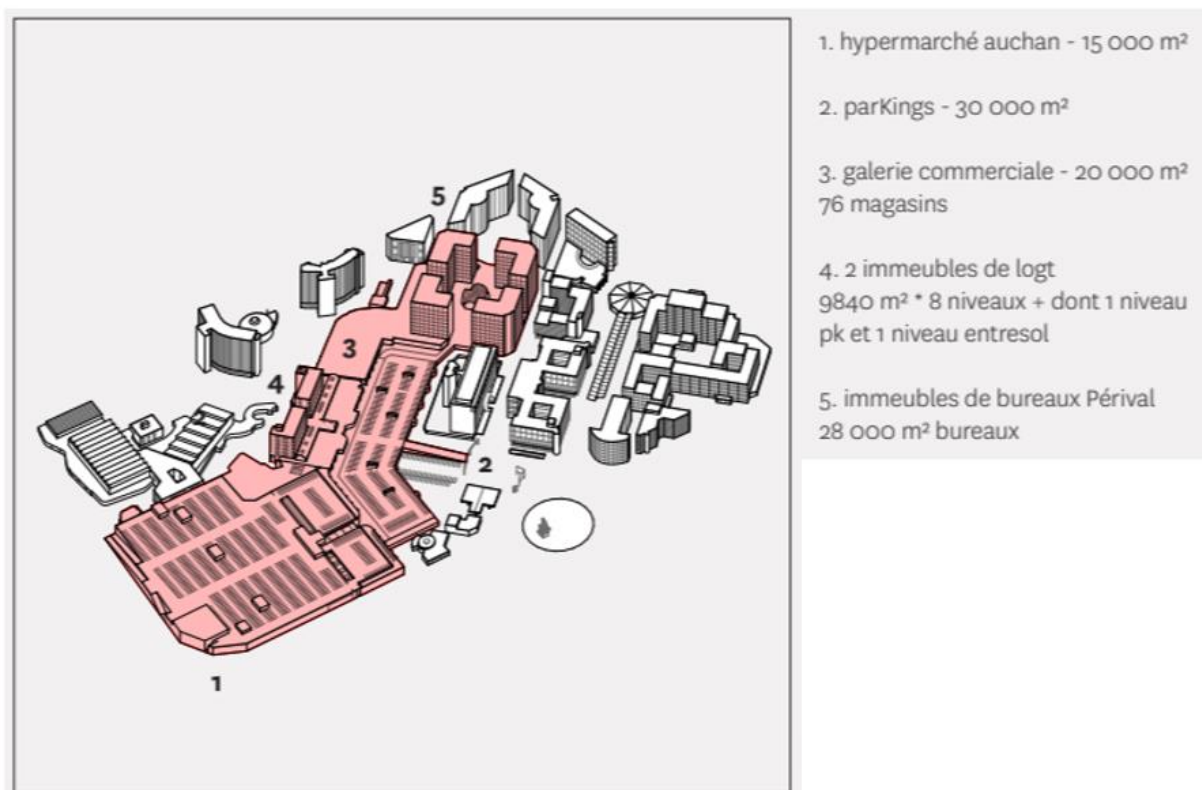 1. hypermarché auchan - 15 000 m²
2. parKings - 30 000 m²
3. galerie commerciale - 20 000 m²
76 magasins
4. 2 immeubles de logt
9840 m² * 8 niveaux + dont 1 niveau
pk et 1 niveau entresol
5. immeubles de bureaux Périval
28 000 m² bureaux
5
3
4
2
1